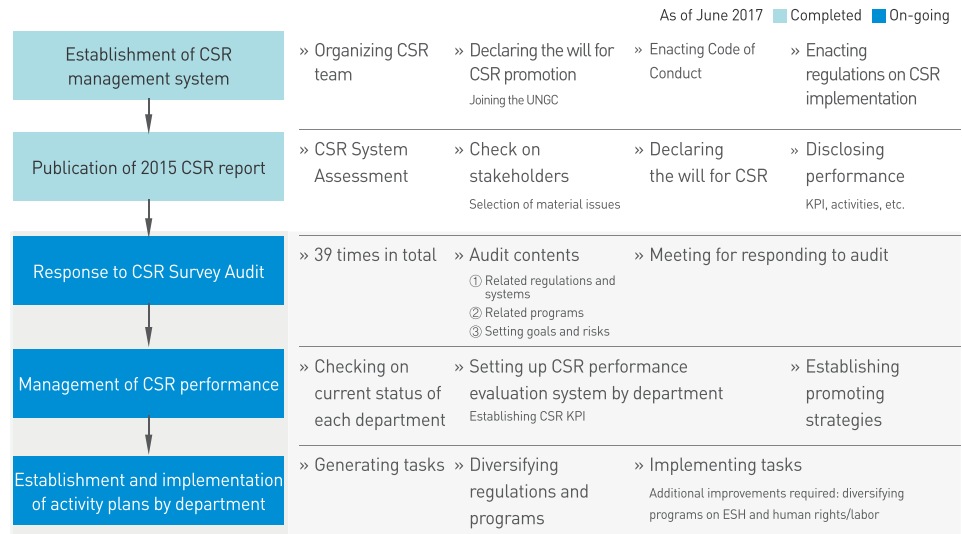 As of June 2017 Completed On-going
Establishment of CSR
management system
» Organizing CSR
team
» Declaring the will for
CSR promotion
Joining the UNGC
» Enacting Code of
Conduct
» Enacting
regulations on CSR
implementation
Publication of 2015 CSR report
» CSR System
Assessment
» Check on
stakeholders
Selection of material issues
» Declaring
the will for CSR
» Disclosing
performance
KPI, activities, etc.
Response to CSR Survey Audit
» 39 times in total
» Audit contents
① Related regulations and
systems
② Related programs
③ Setting goals and risks
» Meeting for responding to audit
Management of CSR performance
» Checking on
current status of
each department
» Setting up CSR performance
evaluation system by department
Establishing CSR KPI
» Establishing
promoting
strategies
Establishment and implementation
of activity plans by department
» Generating tasks
» Diversifying
regulations and
programs
» Implementing tasks
Additional improvements required: diversifying
programs on ESH and human rights/labor